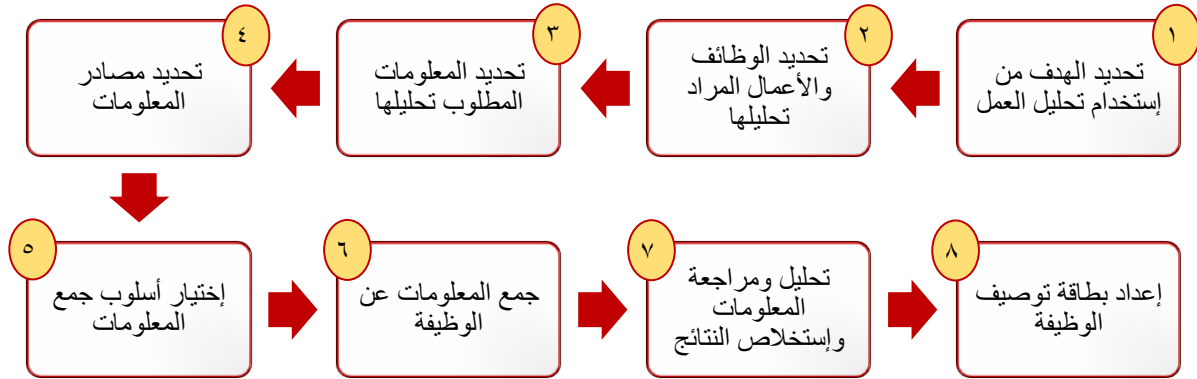 ١
تحديد الهدف من
إستخدام تحليل العمل
٢
تحديد الوظائف
والأعمال المراد
تحليلها
٣
تحديد المعلومات
المطلوب تحليلها
٤
تحديد مصادر
المعلومات
٥
إختيار أسلوب جمع
المعلومات
٦
جمع المعلومات عن
الوظيفة
٧
تحليل ومراجعة
المعلومات
وإستخلاص النتائج
٨
إعداد بطاقة توصيف
الوظيفة